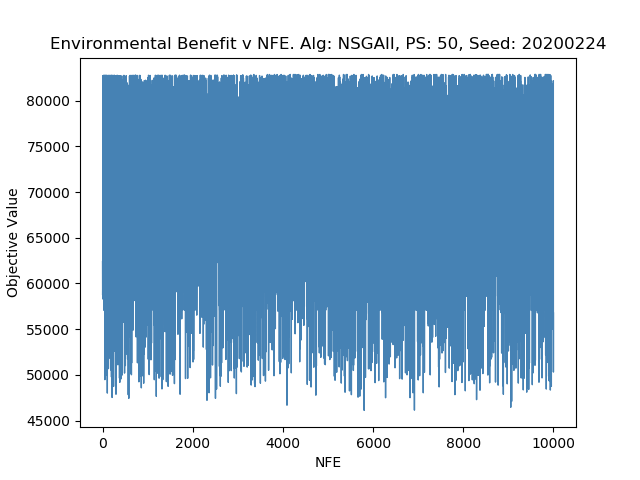 Environmental Benefit v NFE. Alg: NSGAII, PS: 50, Seed: 20200224
80000
75000
70000
65000
60000
55000
50000
45000
Objective Value
0 2000 4000 6000 8000 10000
NFE